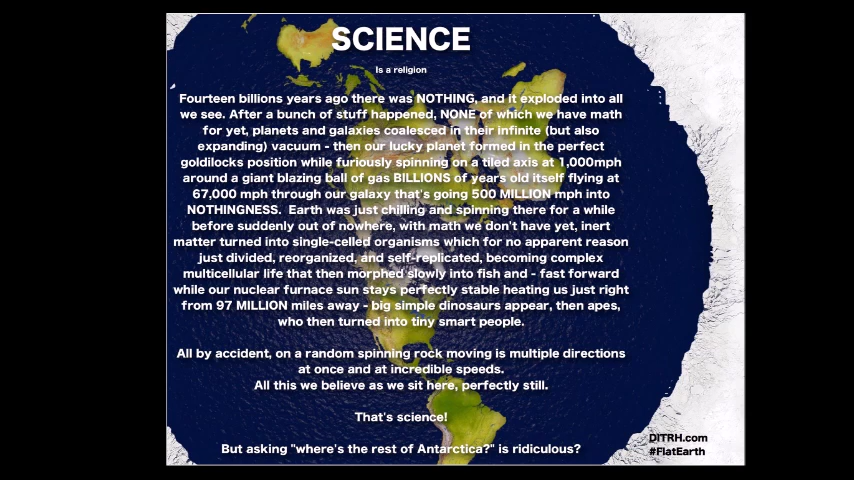 SCIENCE
Is a religion
Fourteen billions years ago there was NOTHING, and it exploded into all
we see. After a bunch of stuff happened, NONE of which we have math
for yet, planets and galaxies coalesced in their infinite (but also
expanding) vacuum - then our lucky planet formed in the perfect
goldilocks position while furiously spinning on a tiled axis at 1,000mph
around a giant blazing ball of gas BILLIONS of years old itself flying at
67,000 mph through our galaxy that's going 500 MILLION mph into
NOTHINGNESS. Earth was just chilling and spinning there for a while
before suddenly out of nowhere, with math we don't have yet, inert
matter turned into single-celled organisms which for no apparent reason
just divided, reorganized, and self-replicated, becoming complex
multicellular life that then morphed slowly into fish and - fast forward
while our nuclear furnace sun stays perfectly stable heating us just right
from 97 MILLION miles away - big simple dinosaurs appear, then apes,
who then turned into tiny smart people.
All by accident, on a random spinning rock moving is multiple directions
at once and at incredible speeds.
All this we believe as we sit here, perfectly still.
That's science!
But asking "where's the rest of Antarctica?" is ridiculous?
DITRH.com
#FlatEarth